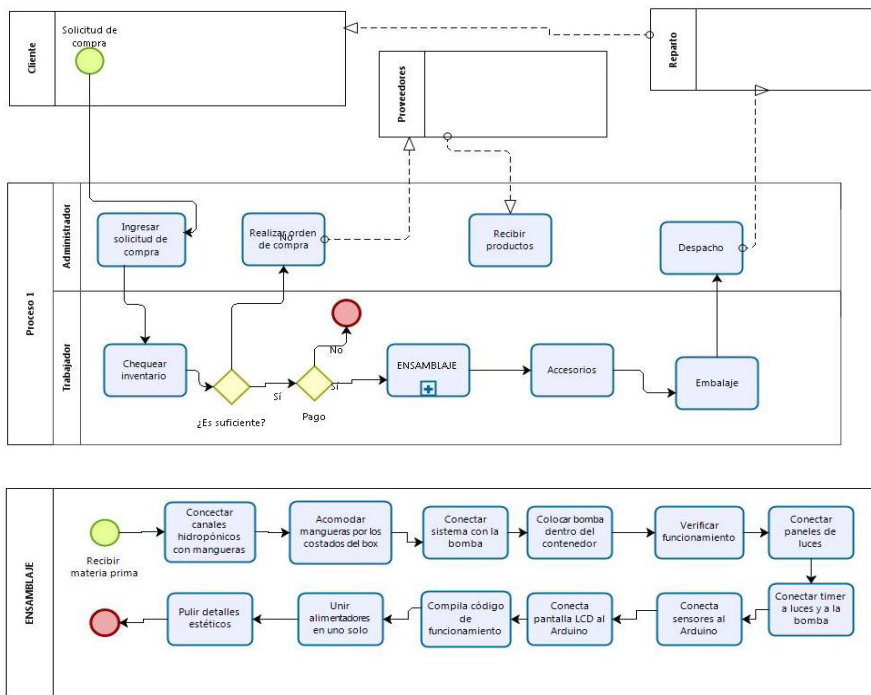 Cliente
Solicitud de
compra
Proveedores
Reparto
Proceso 1
Administrador
Ingresar
solicitud de
compra
Realizar orden
de compra
No
Recibir
productos
Despacho
Trabajador
Chequear
inventario
¿Es suficiente?
Sí
Pago
No
Sí
ENSAMBLAJE
Accesorios
Embalaje
ENSAMBLAJE
Recibir
materia prima
Concectar
canales
hidropónicos
con mangueras
Acomodar
mangueras por los
costados del box
Conectar
sistema con la
bomba
Colocar bomba
dentro del
contenedor
Verificar
funcionamiento
Conectar
paneles de
luces
Conectar timer
a luces y a la
bomba
Conecta
sensores al
Arduino
Conecta
pantalla LCD al
Arduino
Compila código
de
funcionamiento
Unir
alimentadores
en uno solo
Pulir detalles
estéticos